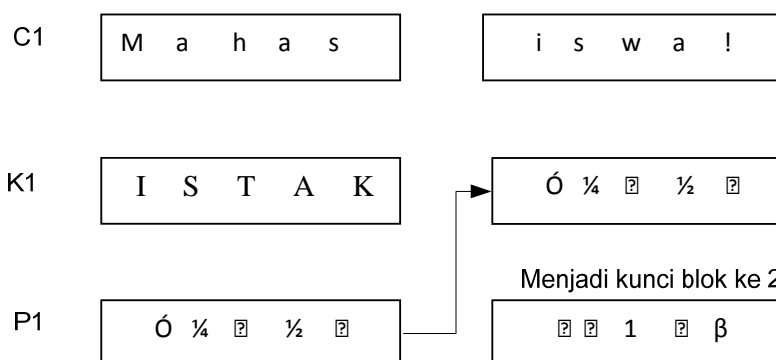 C1 M a h a s i s w a !
K1 I S T A K Ó ¼ ⍰ ½ ⍰
Menjadi kunci blok ke 2
P1 Ó ¼ ⍰ ½ ⍰ ⍰ ⍰ 1 ⍰ β